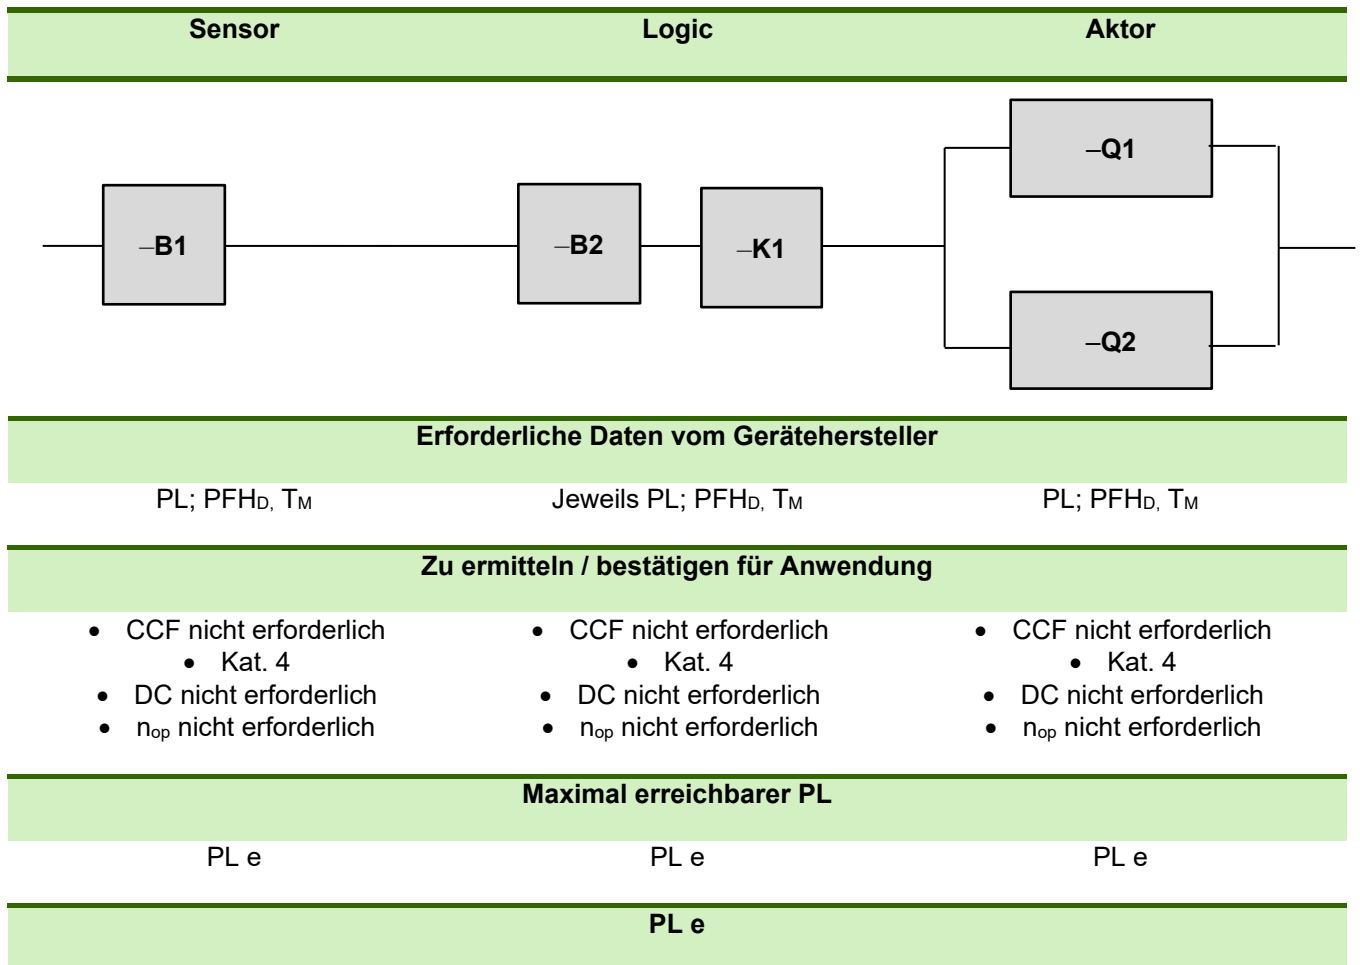 Sensor Logic Aktor
–Q1
–B1 –B2 –K1
–Q2
Erforderliche Daten vom Gerätehersteller
PL; PFHD, TM Jeweils PL; PFHD, TM PL; PFHD, TM
Zu ermitteln / bestätigen für Anwendung
• CCF nicht erforderlich • CCF nicht erforderlich • CCF nicht erforderlich
• Kat. 4 • Kat. 4 • Kat. 4
• DC nicht erforderlich • DC nicht erforderlich • DC nicht erforderlich
• nop nicht erforderlich • nop nicht erforderlich • nop nicht erforderlich
Maximal erreichbarer PL
PL e PL e PL e
PL e